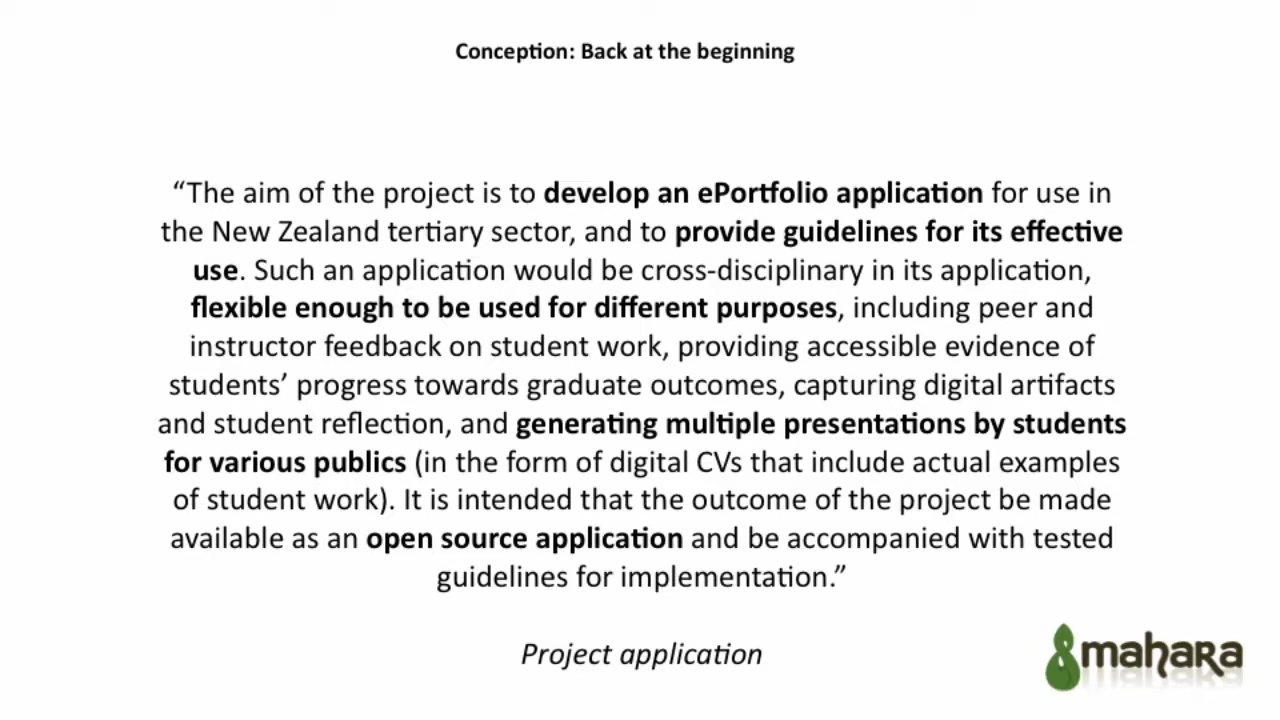 Conception: Back at the beginning
“The aim of the project is to develop an ePortfolio application for use in
the New Zealand tertiary sector, and to provide guidelines for its effective
use. Such an application would be cross-disciplinary in its application,
flexible enough to be used for different purposes, including peer and
instructor feedback on student work, providing accessible evidence of
students’ progress towards graduate outcomes, capturing digital artifacts
and student reflection, and generating multiple presentations by students
for various publics (in the form of digital CVs that include actual examples
of student work). It is intended that the outcome of the project be made
available as an open source application and be accompanied with tested
guidelines for implementation.”
Project application
mahara